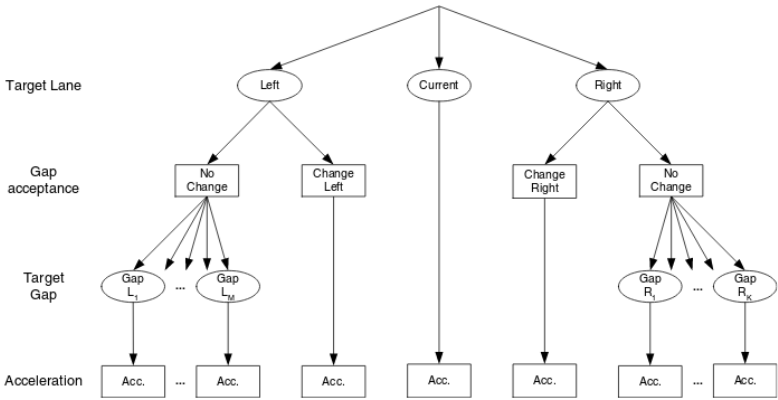 Target Lane
Left
Current
Right
Gap
acceptance
No
Change
Change
Left
Change
Right
No
Change
Target
Gap
Gap
L1
...
Gap
LM
Gap
R1
...
Gap
RK
Acceleration
Acc.
...
Acc.
Acc.
Acc.
Acc.
Acc.
...
Acc.